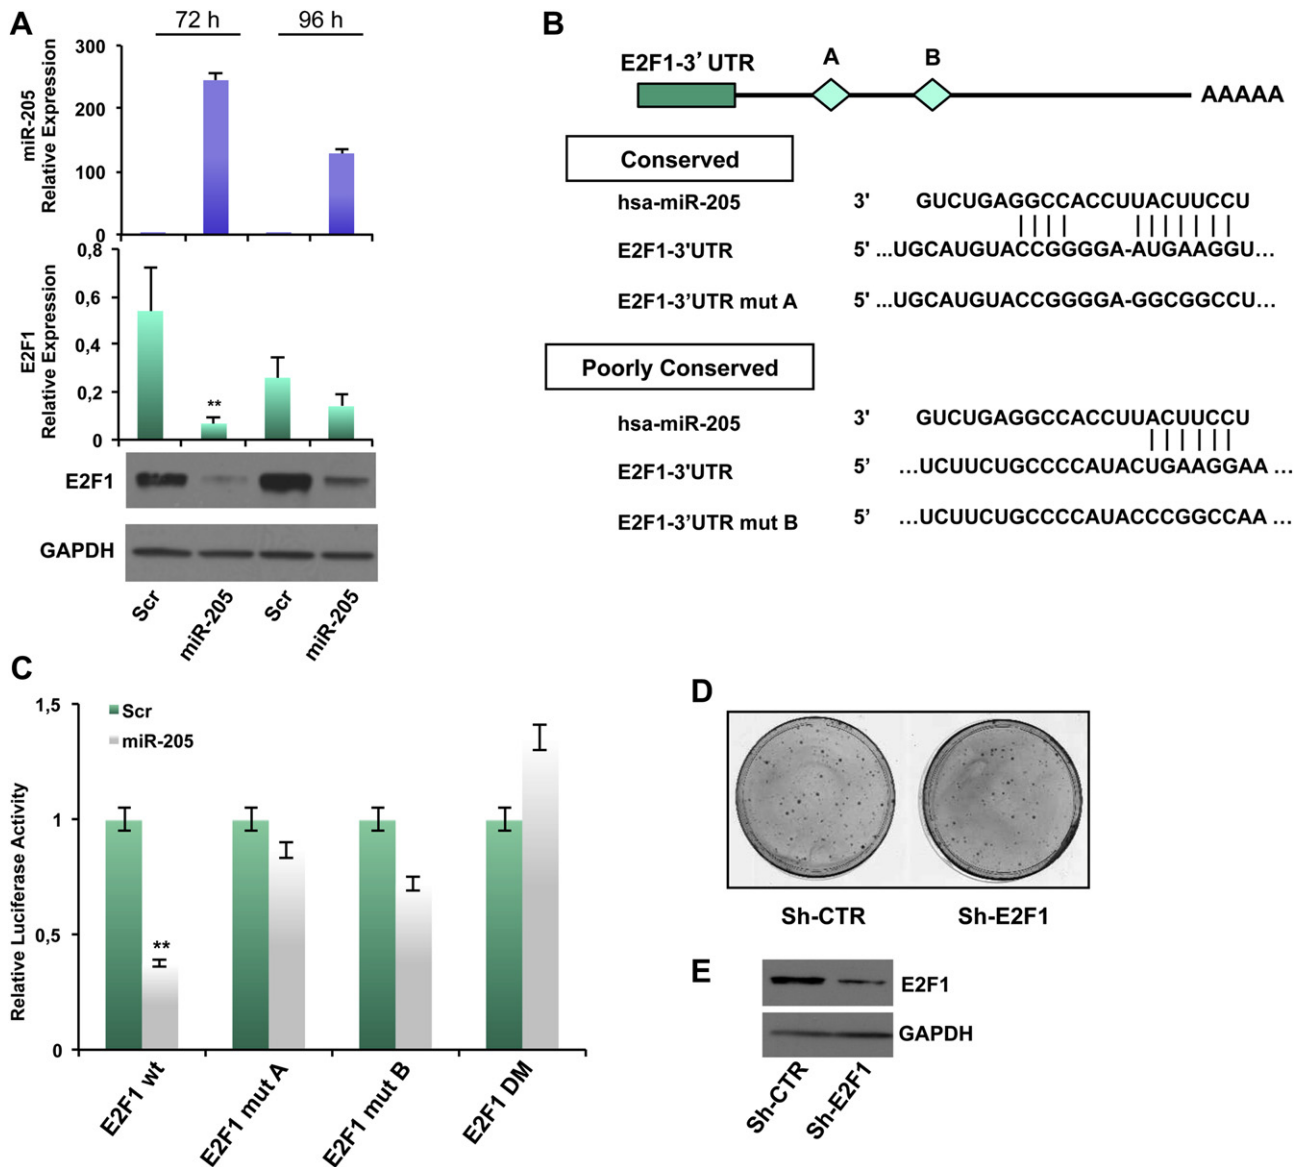 A
72 h 96 h
miR-205
Relative Expression
300
200
100
0
E2F1
Relative Expression
0,8
0,6
0,4
0,2
0
**
E2F1
GAPDH
Scr miR-205 Scr miR-205
B
E2F1-3' UTR A B
AAAAA
Conserved
hsa-miR-205 3' GUCUGAGGCCACCUUACUUCCU
E2F1-3'UTR 5' ...UGCAUGUACCGGGGA-AUGAAGGU...
E2F1-3'UTR mut A 5' ...UGCAUGUACCGGGGA-GGCGGCCU...
Poorly Conserved
hsa-miR-205 3' GUCUGAGGCCACCUUACUUCCU
E2F1-3'UTR 5' ...UCUUCUGCCCCAUACUGAAGGAA ...
E2F1-3'UTR mut B 5' ...UCUUCUGCCCCAUACCCGGCCAA ...
C
Relative Luciferase Activity
1,5
1
0,5
0
Scr
miR-205
**
E2F1 wt E2F1 mut A E2F1 mut B E2F1 DM
D
Sh-CTR Sh-E2F1
E
E2F1
GAPDH
Sh-CTR Sh-E2F1